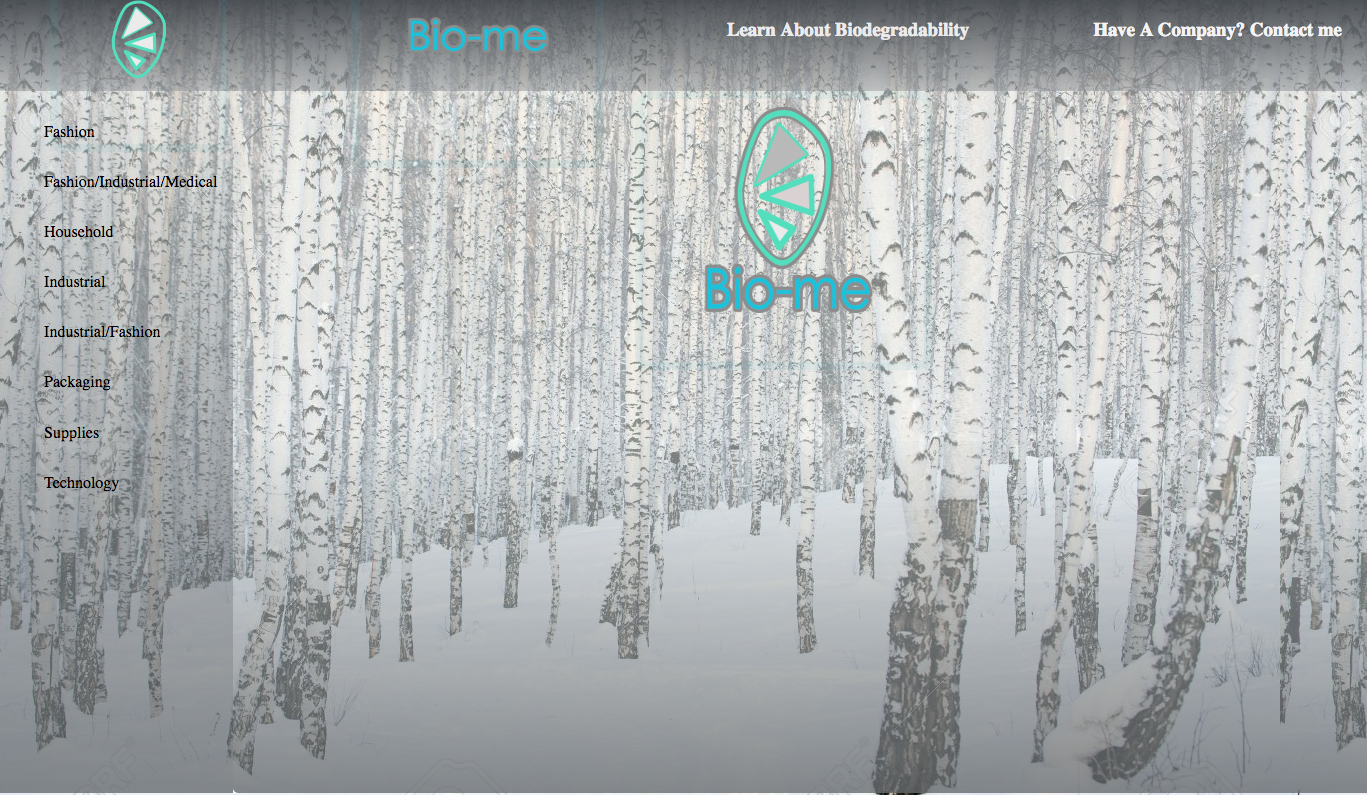 Bio-me
Learn About Biodegradability
Have A Company? Contact me
Fashion
Fashion/Industrial/Medical
Household
Industrial
Industrial/Fashion
Packaging
Supplies
Technology
Bio-me